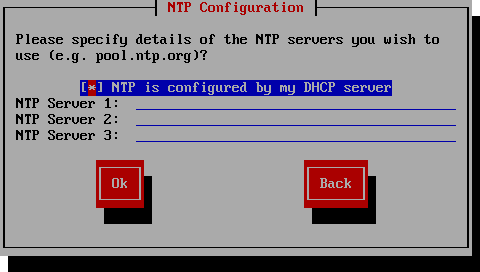 NTP Configuration
Please specify details of the NTP servers you wish to
use (e.g. pool.ntp.org)?
[*] NTP is configured by my DHCP server
NTP Server 1:
NTP Server 2:
NTP Server 3:
Ok Back